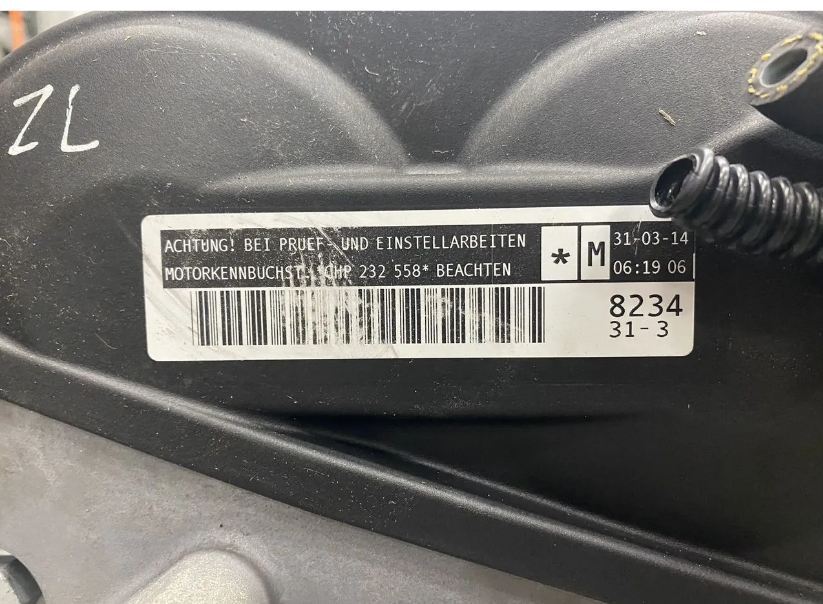 ZL
ACHTUNG! BEI PRUEF- UND EINSTELLARBEITEN
MOTORKENNBUCHST. *CHP 232 558* BEACHTEN
* M
31-03-14
06:19 06
8234
31-3